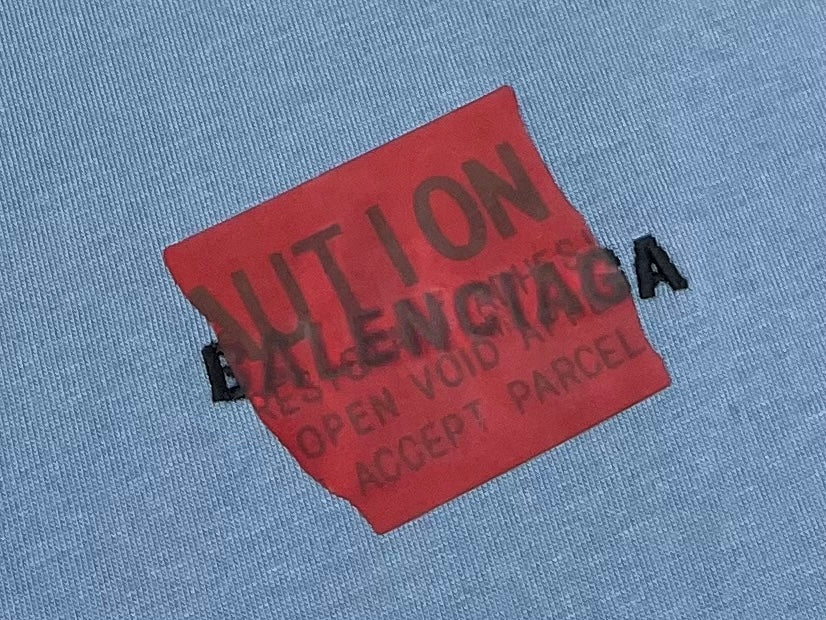 AUTION
BALENCIAGA
OPEN VOID
ACCEPT PARCEL